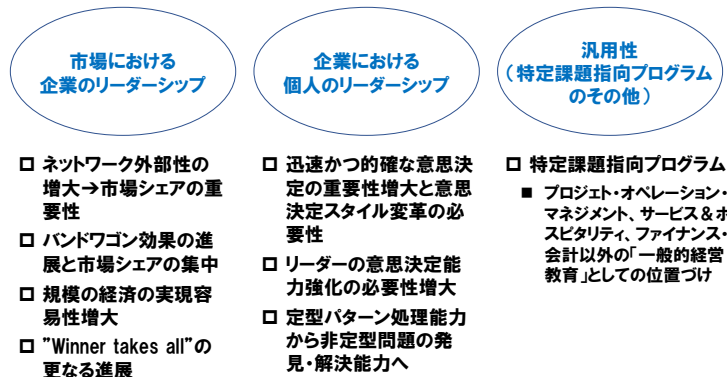 市場における
企業のリーダーシップ
ロ ネットワーク外部性の
増大→市場シェアの重
要性
ロ バンドワゴン効果の進
展と市場シェアの集中
ロ 規模の経済の実現容
易性増大
ロ ”Winner takes all”の
更なる進展
企業における
個人のリーダーシップ
ロ 迅速かつ的確な意思決
定の重要性増大と意思
決定スタイル変革の必
要性
ロ リーダーの意思決定能
力強化の必要性増大
ロ 定型パターン処理能力
から非定型問題の発
見・解決能力へ
汎用性
（特定課題指向プログラム
のその他）
ロ 特定課題指向プログラム
■ プロジェト・オペレーション・
マネジメント、サービス＆ホ
スピタリティ、ファイナンス・
会計以外の「一般的経営
教育」としての位置づけ